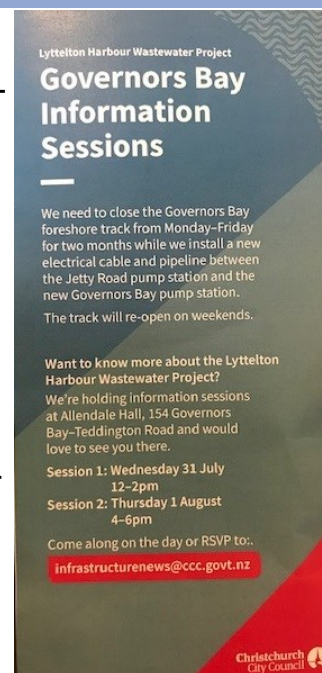 Lyttelton Harbour Wastewater Project
Governors Bay
Information
Sessions
We need to close the Governors Bay
foreshore track from Monday–Friday
for two months while we install a new
electrical cable and pipeline between
the Jetty Road pump station and the
new Governors Bay pump station.
The track will re-open on weekends.
Want to know more about the Lyttelton
Harbour Wastewater Project?
We're holding information sessions
at Allendale Hall, 154 Governors
Bay–Teddington Road and would
love to see you there.
Session 1: Wednesday 31 July
12–2pm
Session 2: Thursday 1 August
4–6pm
Come along on the day or RSVP to:.
infrastructurenews@ccc.govt.nz
Christchurch
City Council